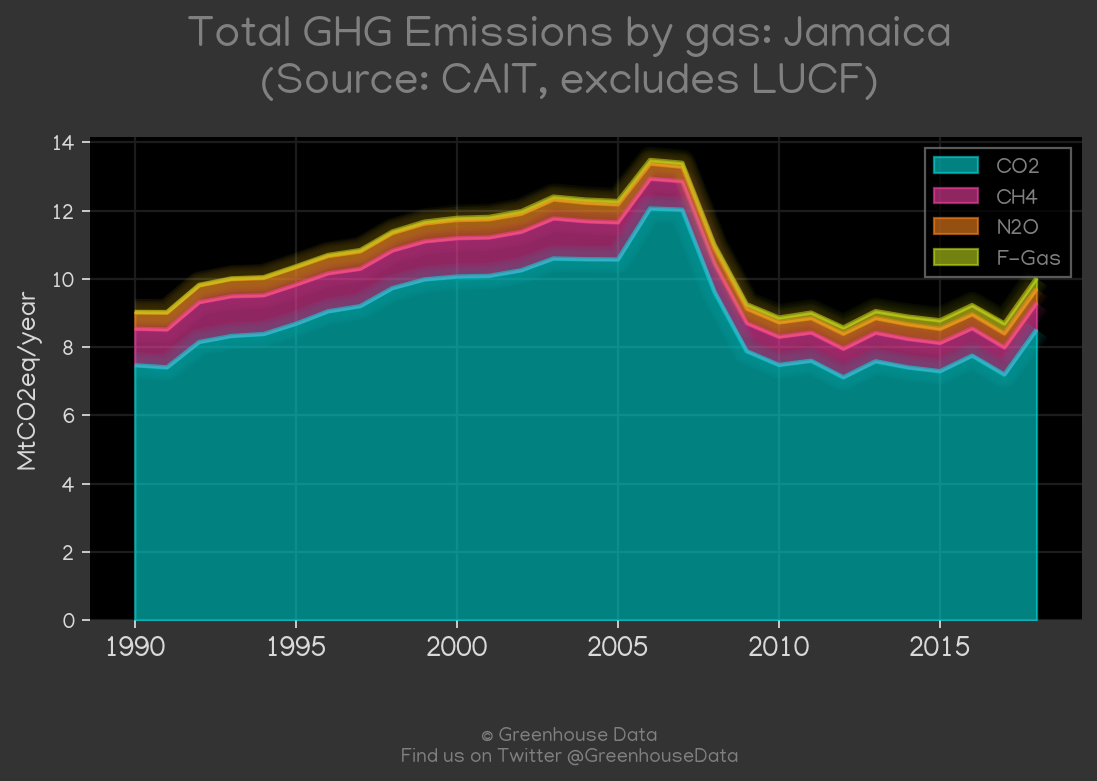 Total GHG Emissions by gas: Jamaica
(Source: CAIT, excludes LUCF)
14
12
10
8
6
4
2
0
MtCO2eq/year
CO2
CH4
N2O
F-Gas
1990 1995 2000 2005 2010 2015
© Greenhouse Data
Find us on Twitter @GreenhouseData